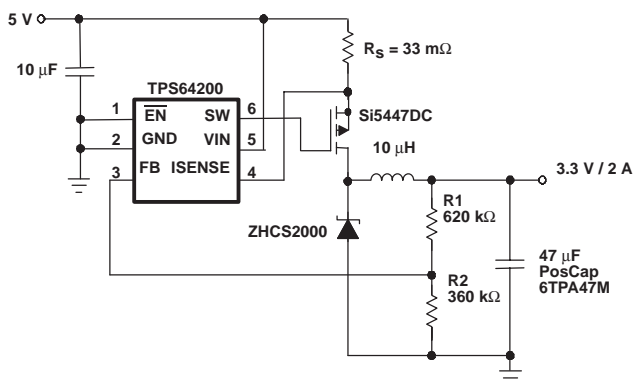 5 V
10 μF
TPS64200
1
EN
SW
6
2
GND
VIN
5
3
FB
ISENSE
4
RS = 33 mΩ
Si5447DC
10 μH
3.3 V / 2 A
ZHCS2000
R1
620 kΩ
R2
360 kΩ
47 μF
PosCap
6TPA47M